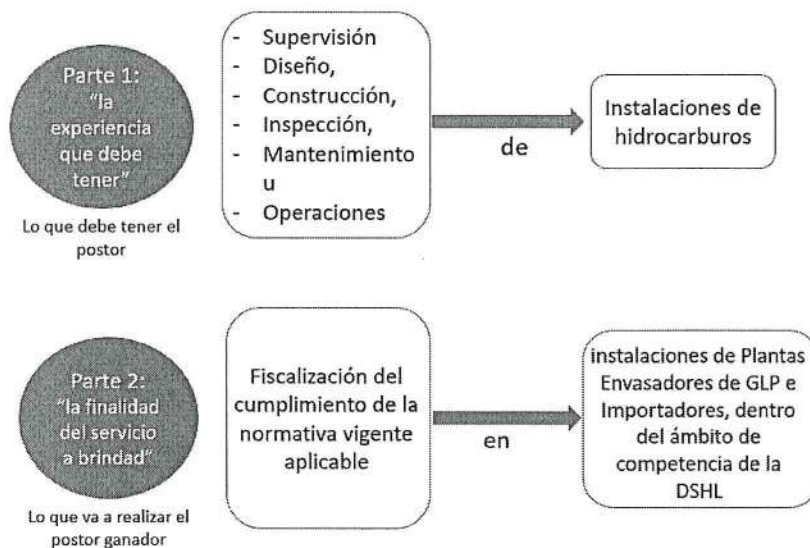 Parte 1:
“la
experiencia
que debe
tener”
Lo que debe tener el
postor
- Supervisión
- Diseño,
- Construcción,
- Inspección,
- Mantenimiento
u
- Operaciones
de
Instalaciones de
hidrocarburos
Parte 2:
“la finalidad
del servicio
a brindad”
Lo que va a realizar el
postor ganador
Fiscalización del
cumplimiento de la
normativa vigente
aplicable
en
instalaciones de Plantas
Envasadores de GLP e
Importadores, dentro
del ámbito de
competencia de la
DSHL